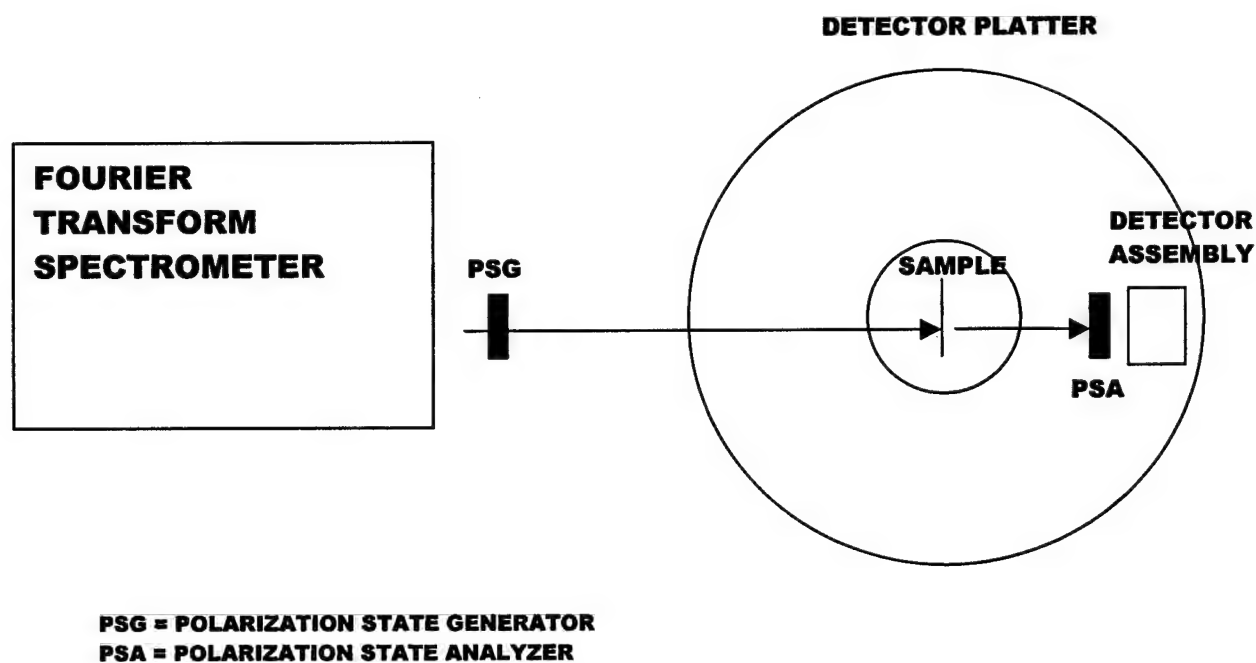 DETECTOR PLATTER
FOURIER
TRANSFORM
SPECTROMETER
PSG
SAMPLE
DETECTOR
ASSEMBLY
PSA
PSG = POLARIZATION STATE GENERATOR
PSA = POLARIZATION STATE ANALYZER